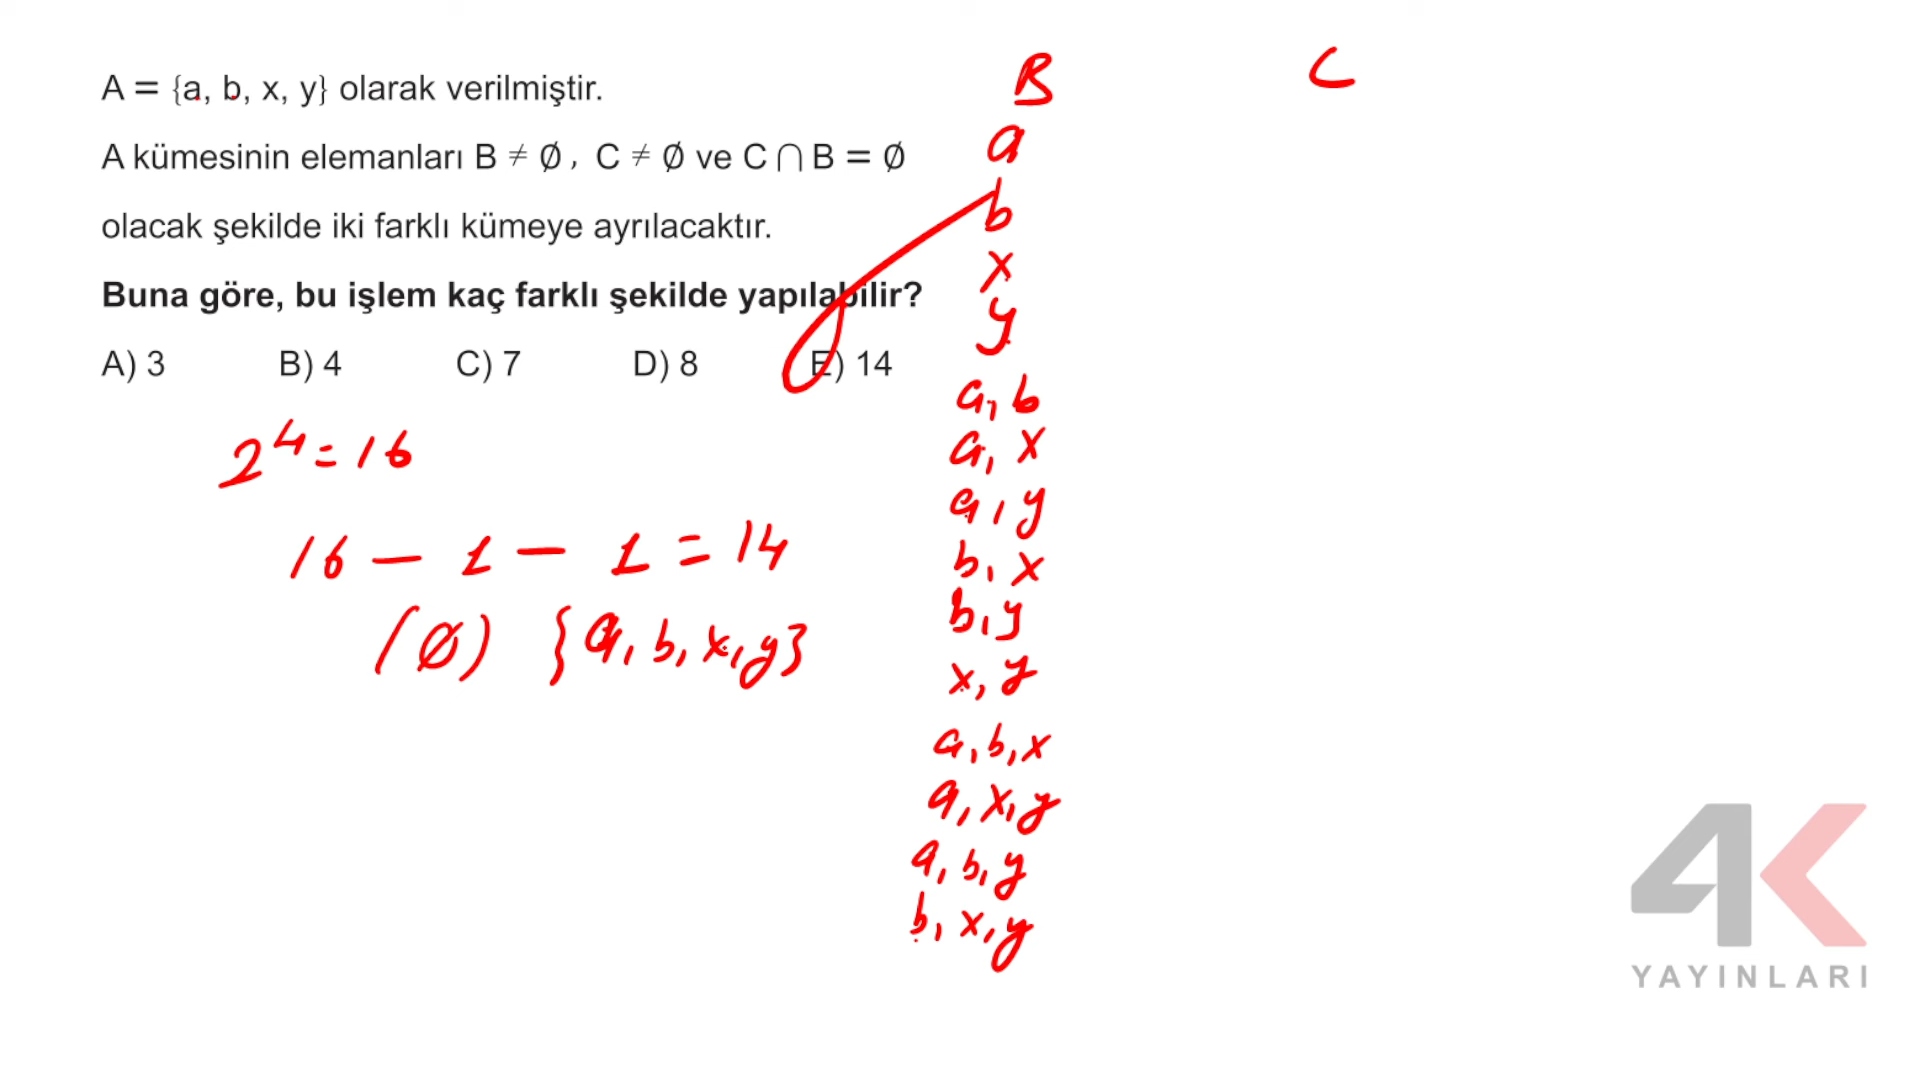 A = {a, b, x, y} olarak verilmiştir.
A kümesinin elemanları B ≠ ∅, C ≠ ∅ ve C ∩ B = ∅
olacak şekilde iki farklı kümeye ayrılacaktır.
Buna göre, bu işlem kaç farklı şekilde yapılabilir?
A) 3 B) 4 C) 7 D) 8 E) 14
2⁴ = 16
16 - 1 - 1 = 14
(∅) {a, b, x, y}
B C
a
b
x
y
a, b
a, x
a, y
b, x
b, y
x, y
a, b, x
a, x, y
a, b, y
b, x, y
4K
YAYINLARI